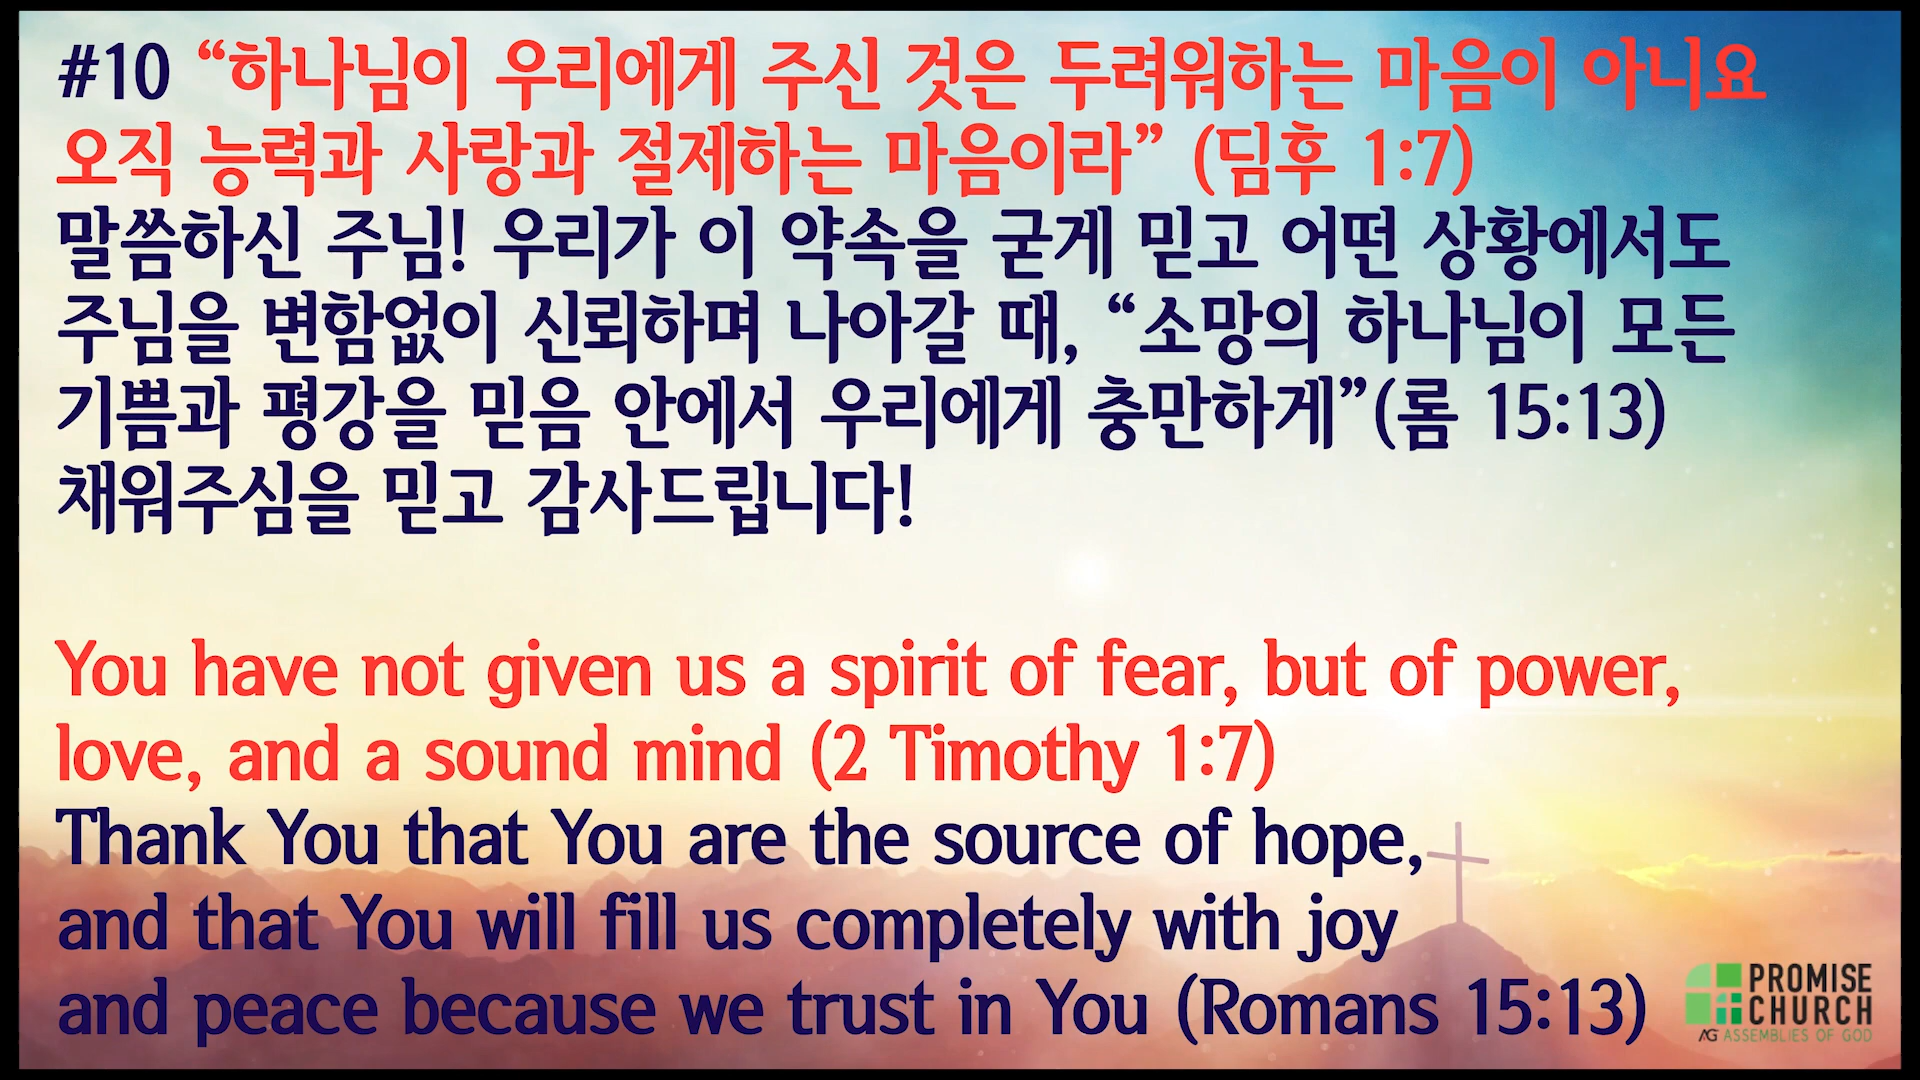 #10 “하나님이 우리에게 주신 것은 두려워하는 마음이 아니요
오직 능력과 사랑과 절제하는 마음이라” (딤후 1:7)
말씀하신 주님! 우리가 이 약속을 굳게 믿고 어떤 상황에서도
주님을 변함없이 신뢰하며 나아갈 때, “소망의 하나님이 모든
기쁨과 평강을 믿음 안에서 우리에게 충만하게”(롬 15:13)
채워주심을 믿고 감사드립니다!
You have not given us a spirit of fear, but of power,
love, and a sound mind (2 Timothy 1:7)
Thank You that You are the source of hope,
and that You will fill us completely with joy
and peace because we trust in You (Romans 15:13)
PROMISE
CHURCH
AG ASSEMBLIES OF GOD